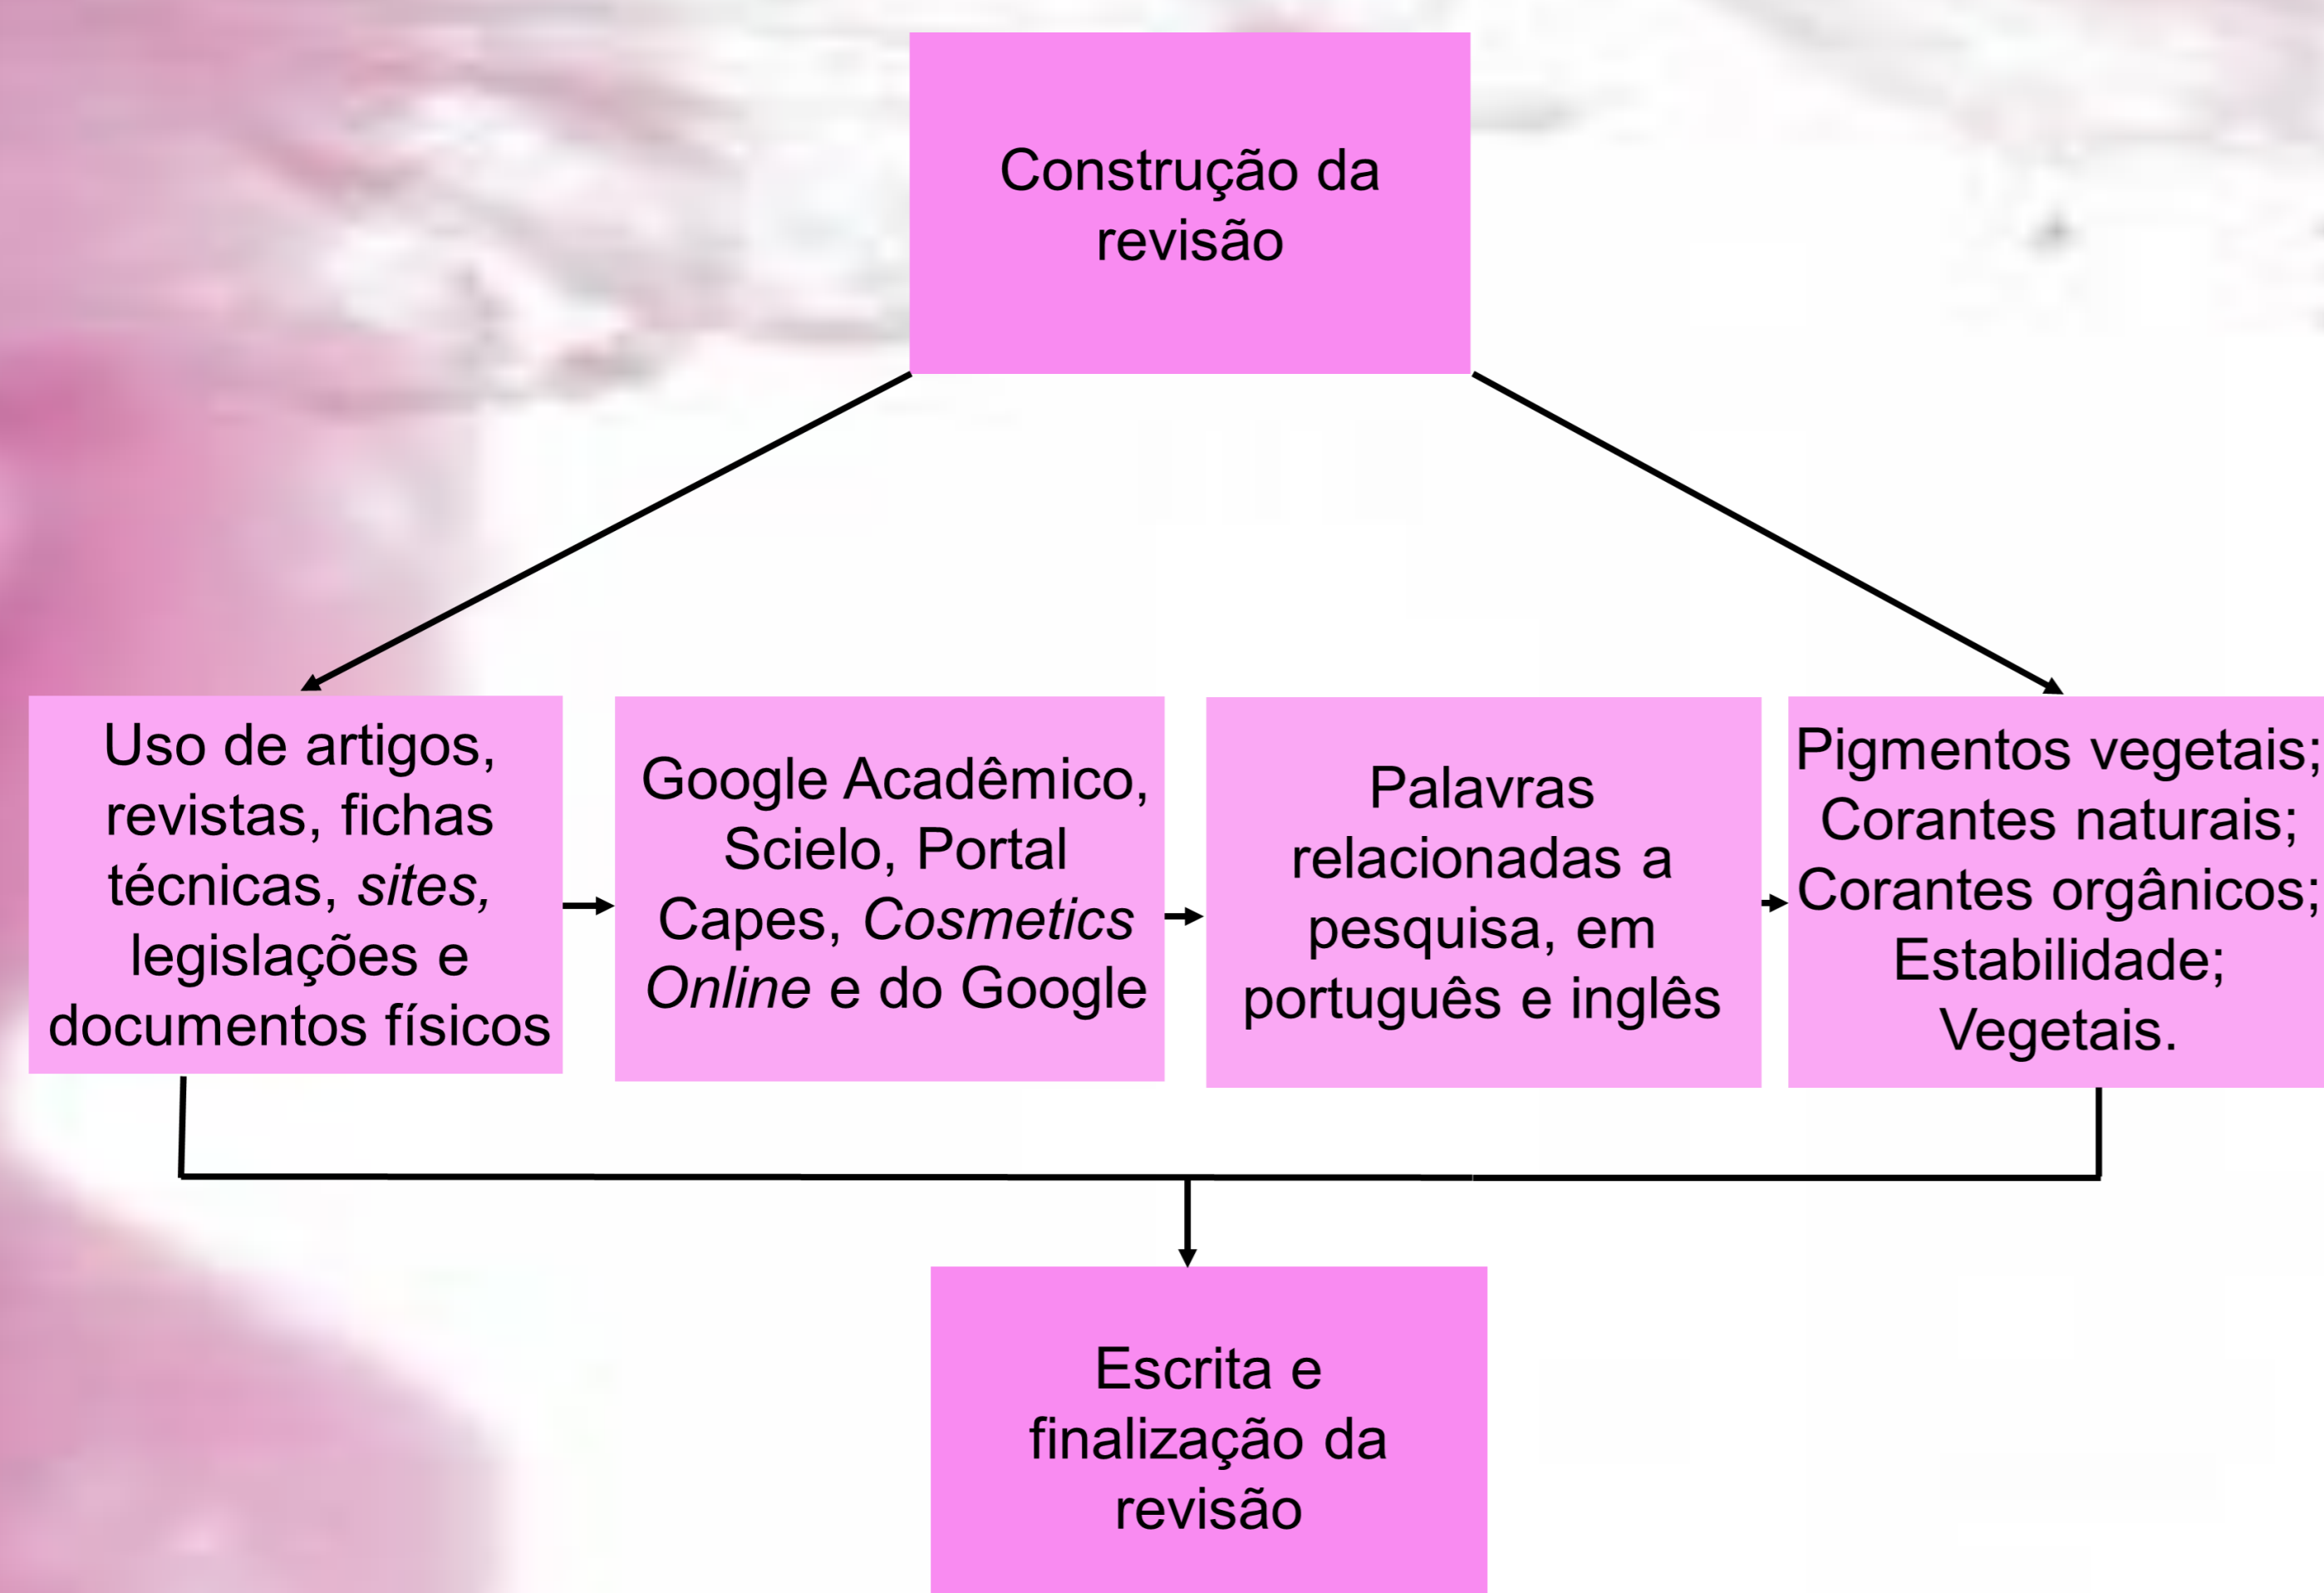 Construção da
revisão
Uso de artigos,
revistas, fichas
técnicas, sites,
legislações e
documentos físicos
Google Acadêmico,
Scielo, Portal
Capes, Cosmetics
Online e do Google
Palavras
relacionadas a
pesquisa, em
português e inglês
Pigmentos vegetais;
Corantes naturais;
Corantes orgânicos;
Estabilidade;
Vegetais.
Escrita e
finalização da
revisão